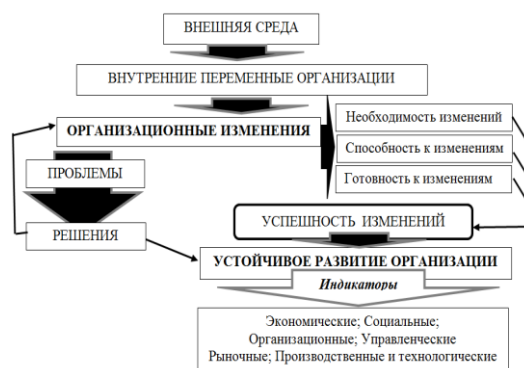 ВНЕШНЯЯ СРЕДА
ВНУТРЕННИЕ ПЕРЕМЕННЫЕ ОРГАНИЗАЦИИ
ОРГАНИЗАЦИОННЫЕ ИЗМЕНЕНИЯ
Необходимость изменений
Способность к изменениям
Готовность к изменениям
ПРОБЛЕМЫ
РЕШЕНИЯ
УСПЕШНОСТЬ ИЗМЕНЕНИЙ
УСТОЙЧИВОЕ РАЗВИТИЕ ОРГАНИЗАЦИИ
Индикаторы
Экономические; Социальные;
Организационные; Управленческие
Рыночные; Производственные и технологические